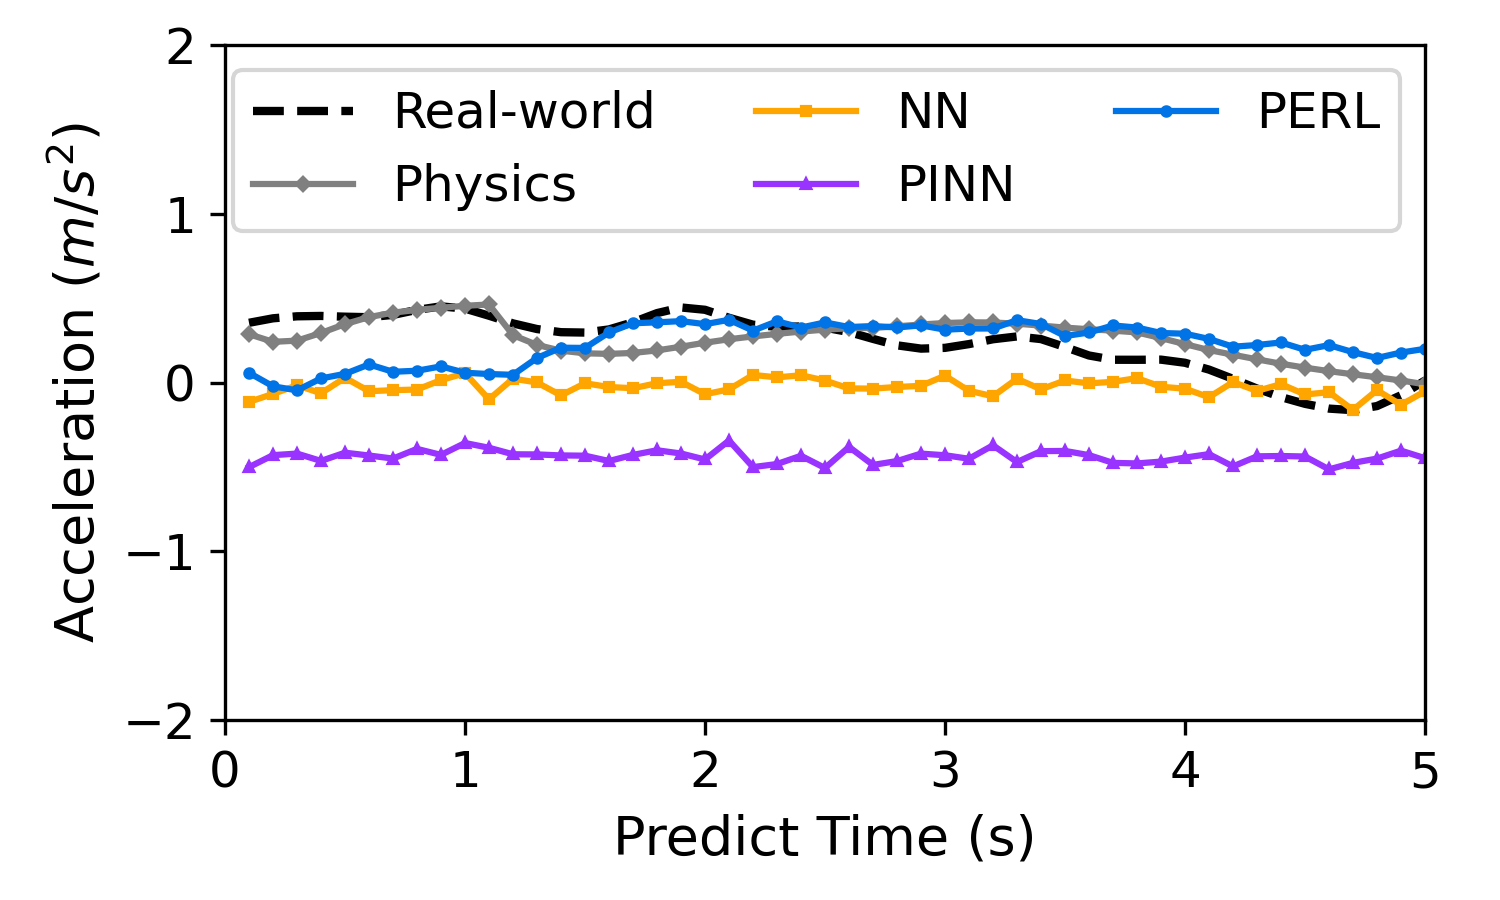 Acceleration (m/s²)
2
1
0
−1
−2
Real-world
Physics
NN
PINN
PERL
0 1 2 3 4 5
Predict Time (s)